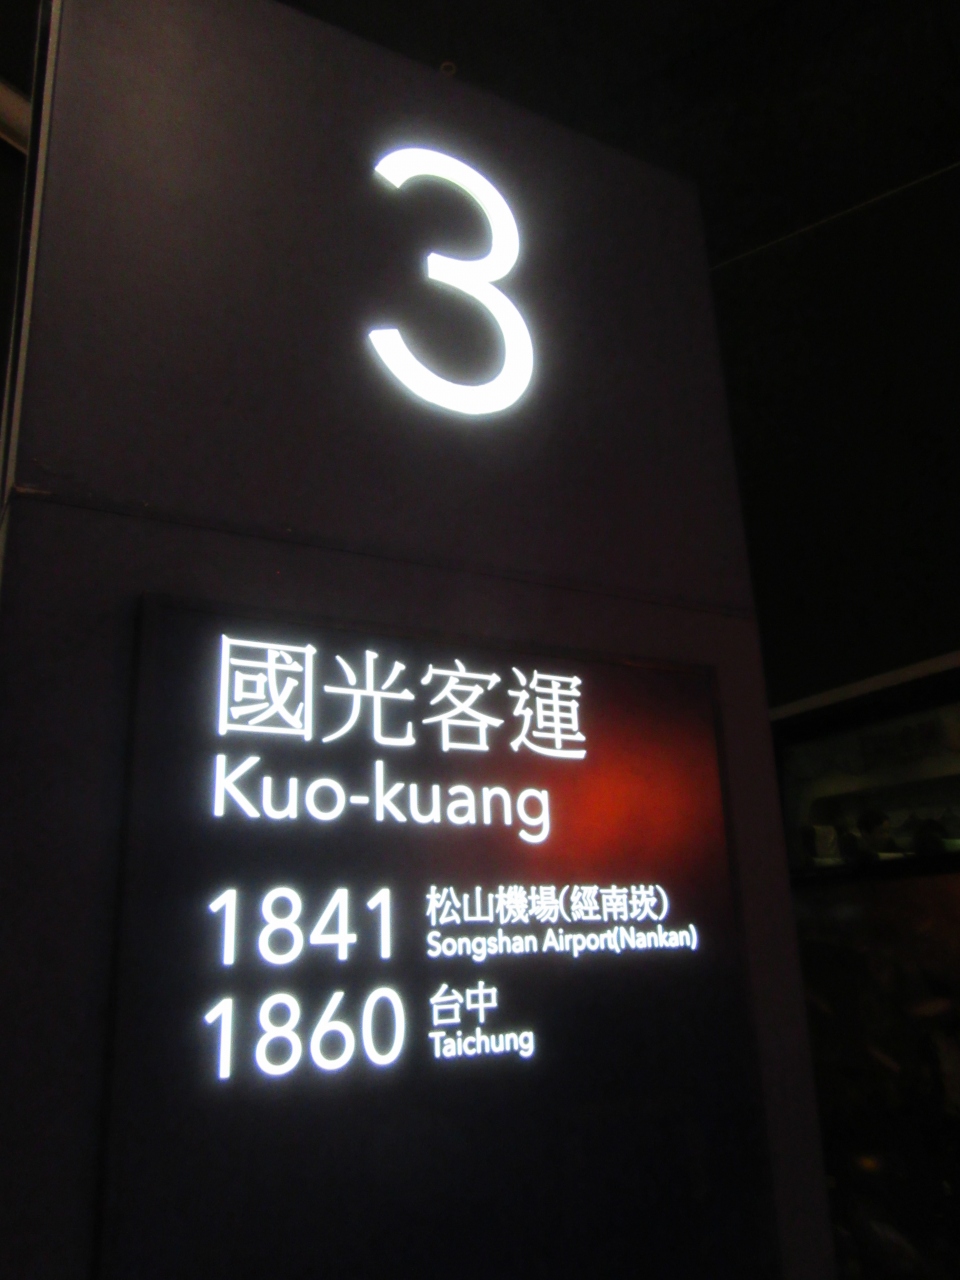 3
國光客運
Kuo-kuang
1841 松山機場(經南崁)
Songshan Airport(Nankan)
1860 台中
Taichung